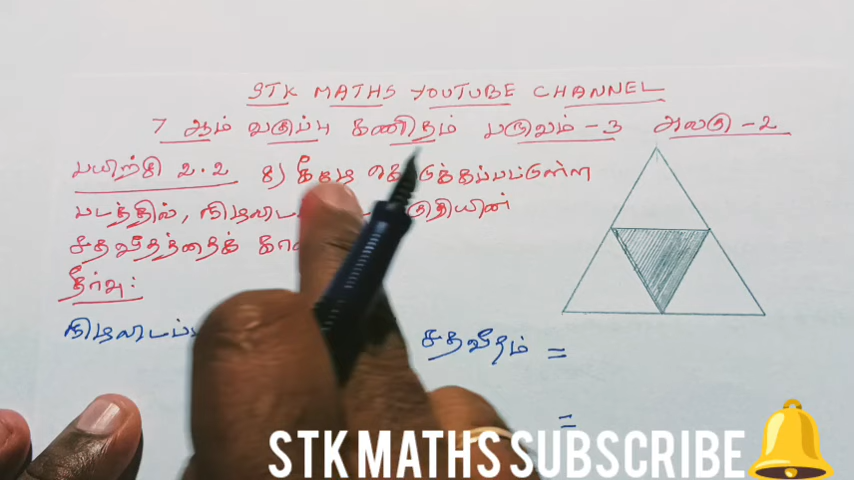 STK MATHS YOUTUBE CHANNEL
7 ஆம் வகுப்பு கணிதம் பருவம் - 3 அலகு - 2
பயிற்சி 2.2 8) கீழே கொடுக்கப்பட்டுள்ள
படத்தில், பகுதியின்
சதவீதத்தைக்
தீர்வு:
சதவீதம் =
=
STK MATHS SUBSCRIBE